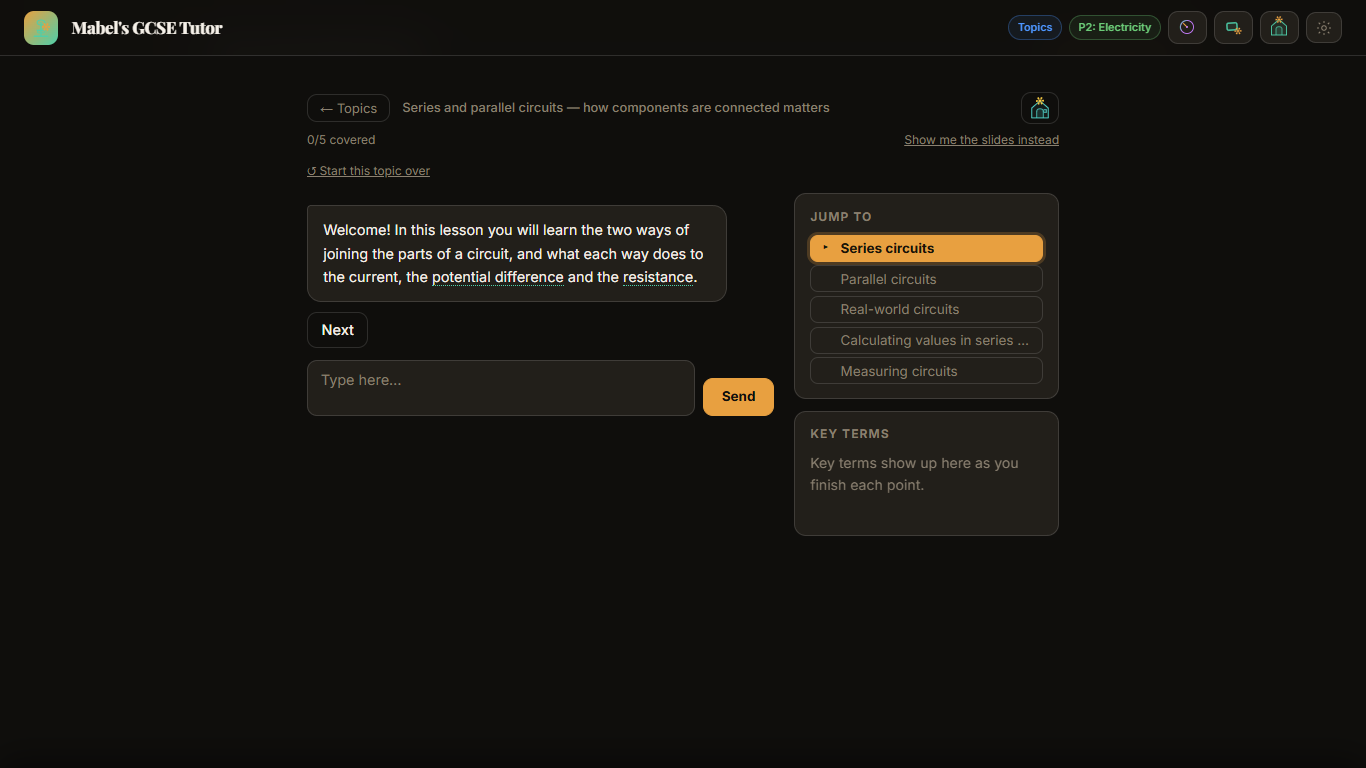 Mabel's GCSE Tutor
Topics
P2: Electricity
← Topics
Series and parallel circuits — how components are connected matters
0/5 covered
Show me the slides instead
↺ Start this topic over
Welcome! In this lesson you will learn the two ways of
joining the parts of a circuit, and what each way does to
the current, the potential difference and the resistance.
Next
Type here...
Send
JUMP TO
Series circuits
Parallel circuits
Real-world circuits
Calculating values in series ...
Measuring circuits
KEY TERMS
Key terms show up here as you
finish each point.